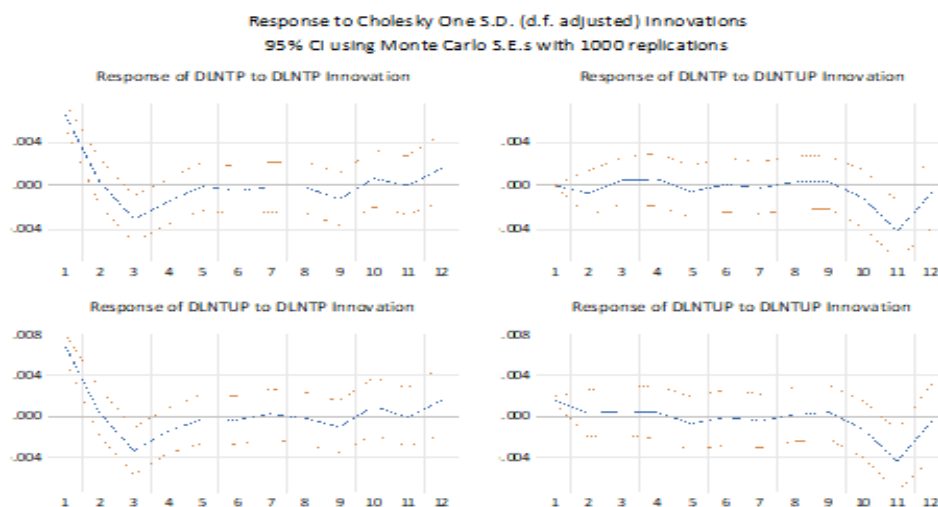 Response to Cholesky One S.D. (d.f. adjusted) Innovations
95% CI using Monte Carlo S.E.s with 1000 replications
Response of DLNTP to DLNTP Innovation
.004
.000
-.004
1 2 3 4 5 6 7 8 9 10 11 12
Response of DLNTP to DLNTUP Innovation
.004
.000
-.004
1 2 3 4 5 6 7 8 9 10 11 12
Response of DLNTUP to DLNTP Innovation
.008
.004
.000
-.004
1 2 3 4 5 6 7 8 9 10 11 12
Response of DLNTUP to DLNTUP Innovation
.008
.004
.000
-.004
1 2 3 4 5 6 7 8 9 10 11 12